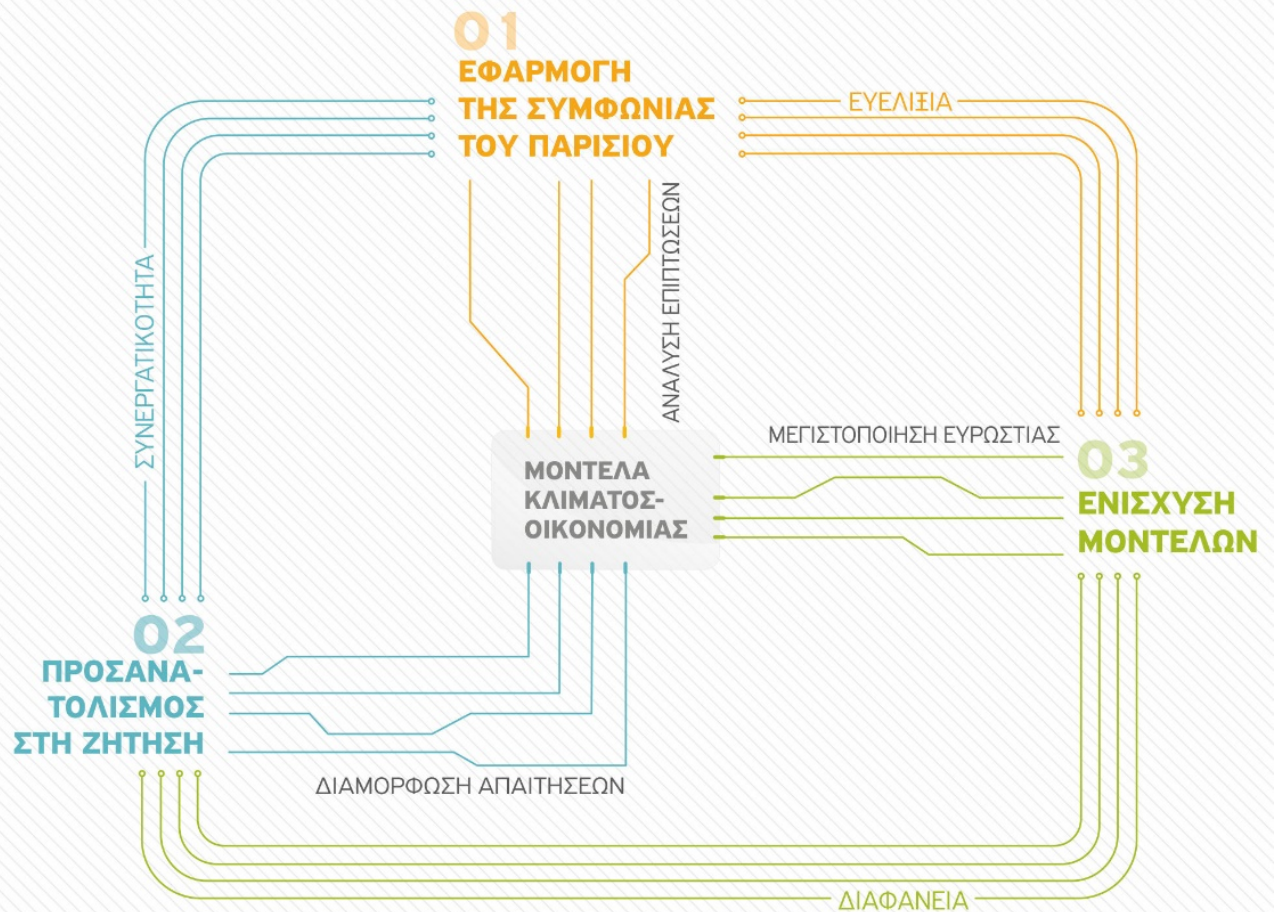 01
ΕΦΑΡΜΟΓΗ
ΤΗΣ ΣΥΜΦΩΝΙΑΣ
ΤΟΥ ΠΑΡΙΣΙΟΥ
ΕΥΕΛΙΞΙΑ
ΣΥΝΕΡΓΑΤΙΚΟΤΗΤΑ
ΑΝΑΛΥΣΗ ΕΠΙΠΤΩΣΕΩΝ
ΜΕΓΙΣΤΟΠΟΙΗΣΗ ΕΥΡΩΣΤΙΑΣ
ΜΟΝΤΕΛΑ
ΚΛΙΜΑΤΟΣ-
ΟΙΚΟΝΟΜΙΑΣ
03
ΕΝΙΣΧΥΣΗ
ΜΟΝΤΕΛΩΝ
02
ΠΡΟΣΑΝΑ-
ΤΟΛΙΣΜΟΣ
ΣΤΗ ΖΗΤΗΣΗ
ΔΙΑΜΟΡΦΩΣΗ ΑΠΑΙΤΗΣΕΩΝ
ΔΙΑΦΑΝΕΙΑ